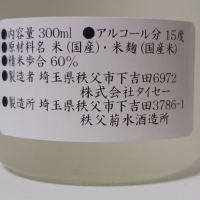 ●内容量 300ml ●アルコール分 15度
●原材料名 米(国産)・米麹(国産米)
●精米歩合 60%
●製造者 埼玉県秩父市下吉田6972
株式会社タイセー
●製造所 埼玉県秩父市下吉田3786-1
秩父菊水酒造所